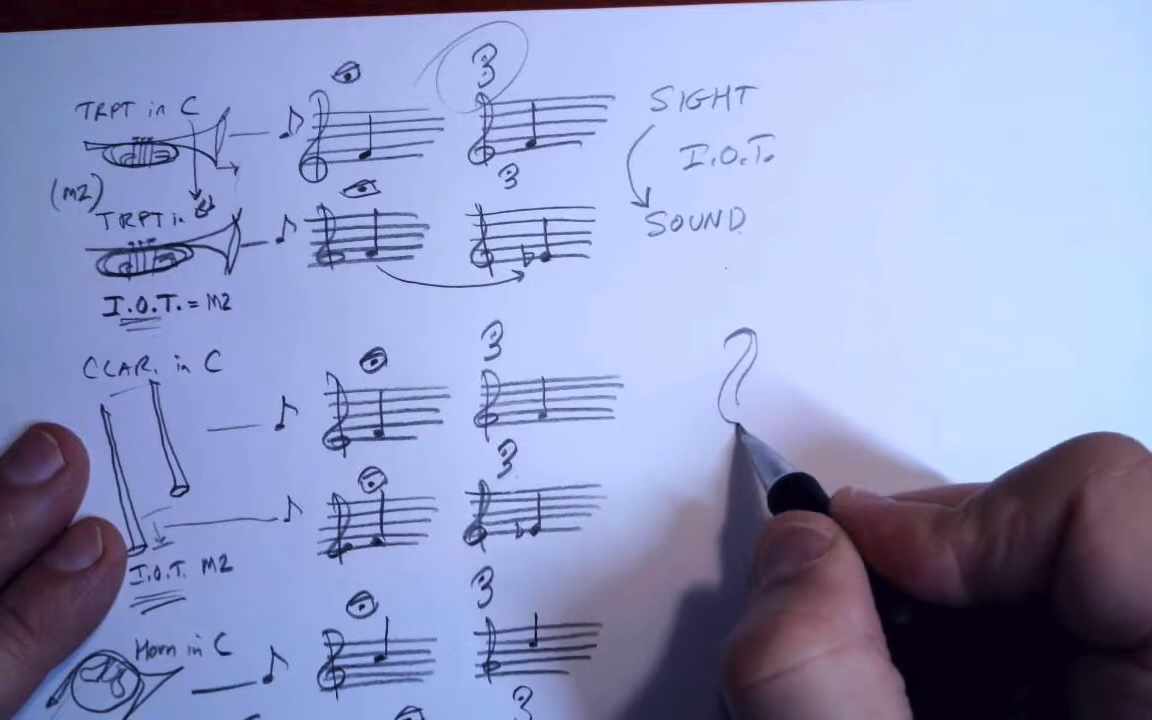 TRPT in C
SIGHT
I.O.T.
SOUND
(M2)
TRPT in
I.O.T. = M2
CLAR. in C
I.O.T. M2
Horn in C